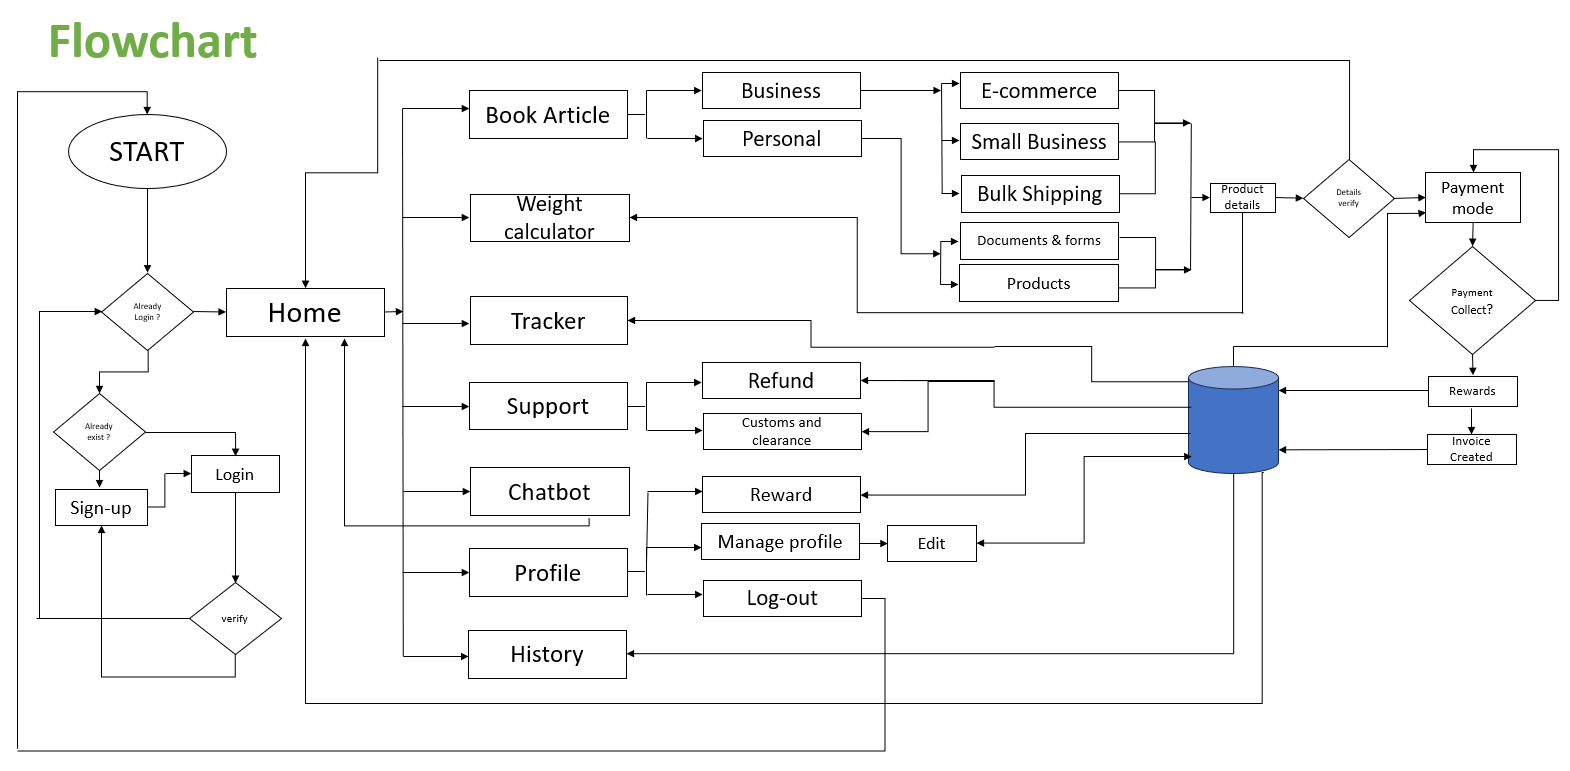 Flowchart
START
Already
Login ?
Already
exist ?
Login
Sign-up
verify
Home
Book Article
Weight
calculator
Tracker
Support
Chatbot
Profile
History
Business
Personal
Refund
Customs and
clearance
Reward
Manage profile
Edit
Log-out
E-commerce
Small Business
Bulk Shipping
Documents & forms
Products
Product
details
Details
verify
Payment
mode
Payment
Collect?
Rewards
Invoice
Created